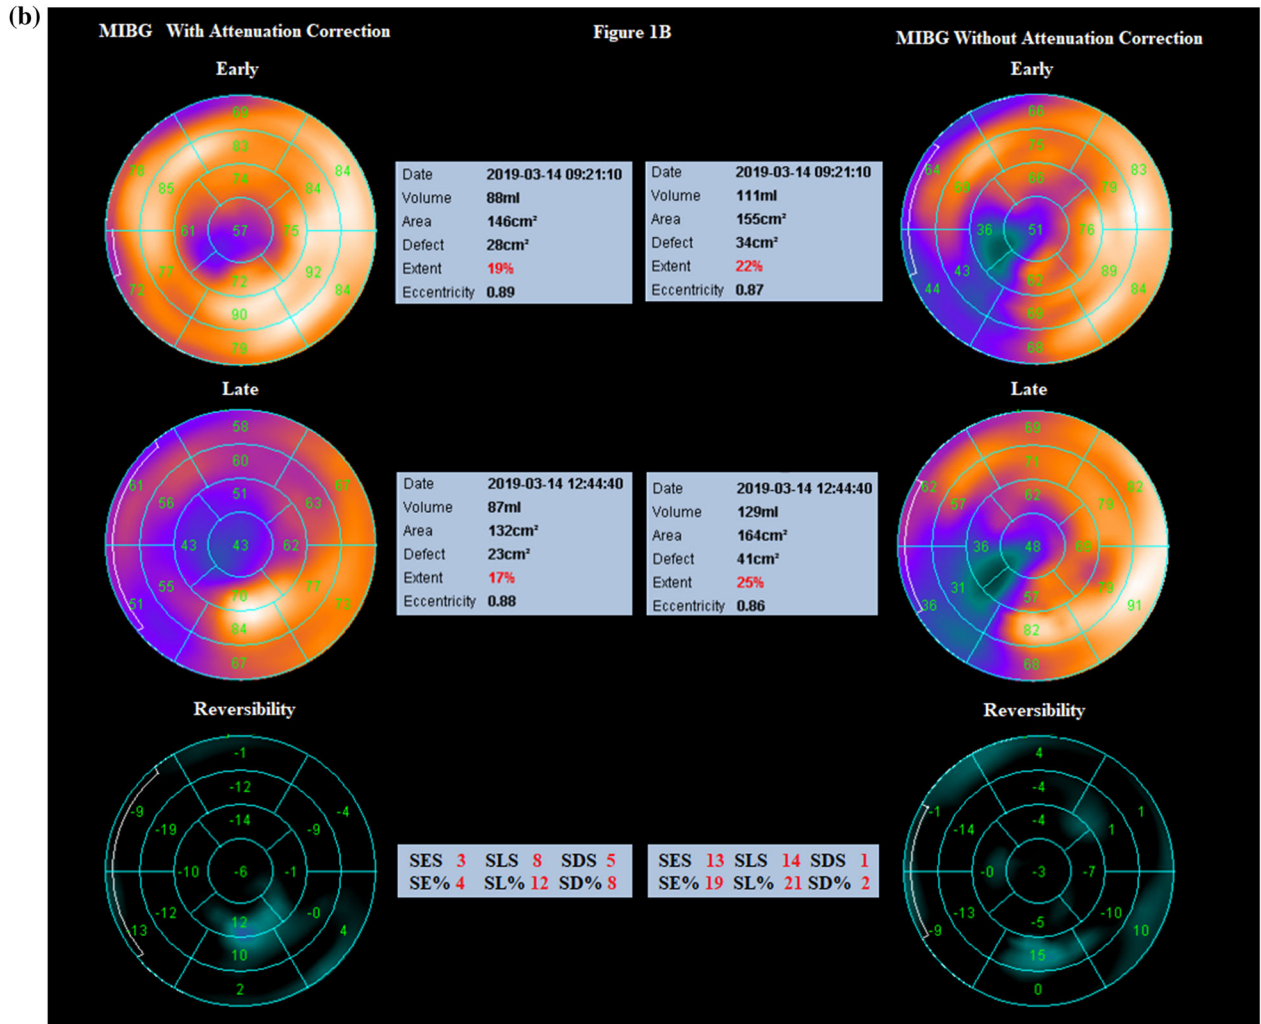 (b)
MIBG With Attenuation Correction
Figure 1B
MIBG Without Attenuation Correction
Early
Early
69
83
74
78
85
84
84
61
57
75
77
72
92
84
72
90
79
Date 2019-03-14 09:21:10
Volume 88ml
Area 146cm²
Defect 28cm²
Extent 19%
Eccentricity 0.89
Date 2019-03-14 09:21:10
Volume 111ml
Area 155cm²
Defect 34cm²
Extent 22%
Eccentricity 0.87
66
75
66
64
69
79
83
36
51
76
43
44
89
84
62
69
68
Late
Late
58
60
51
61
56
63
67
43
43
62
55
51
77
73
70
84
67
Date 2019-03-14 12:44:40
Volume 87ml
Area 132cm²
Defect 23cm²
Extent 17%
Eccentricity 0.88
Date 2019-03-14 12:44:40
Volume 129ml
Area 164cm²
Defect 41cm²
Extent 25%
Eccentricity 0.86
69
71
62
62
57
79
82
36
48
68
31
36
79
91
57
82
68
Reversibility
Reversibility
-1
-12
-14
-9
-19
-9
-4
-10
-6
-1
-12
13
-0
4
12
10
2
SES 3 SLS 8 SDS 5
SE% 4 SL% 12 SD% 8
SES 13 SLS 14 SDS 1
SE% 19 SL% 21 SD% 2
4
-4
-4
-1
-14
1
1
-0
-3
-7
-13
-9
-10
10
-5
15
0